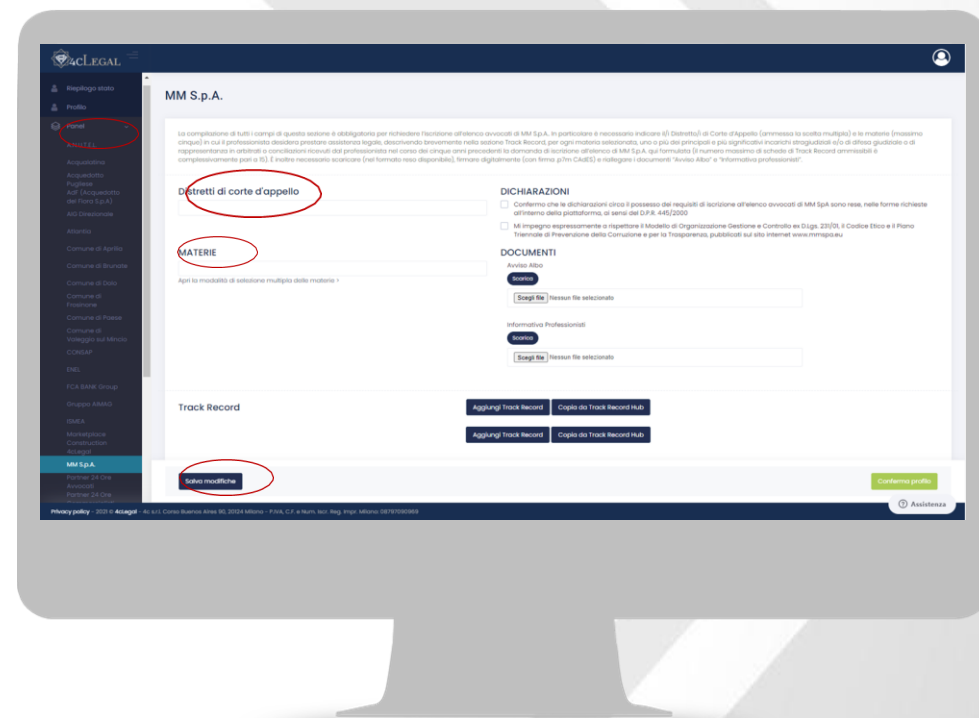 4cLegal
Riepilogo stato
Profilo
Panel
A.R.U.T.E.L.
Acquisatina
Acquedotto
Pugliese
AdF (Acquedotto
del Fiora S.p.A)
AIG Direzionale
Atlantia
Comune di Aprilia
Comune di Brunate
Comune di
Frosinone
Comune di Paese
Comune di
Valeggio sul Mincio
CONSAP
ENEL
FCA BANK Group
ISMEA
Marketplace
Construction
4cLegal
MM S.p.A.
Partner 24 Ore
Avvocati
Partner 24 Ore
MM S.p.A.
La compilazione di tutti i campi di questa sezione è obbligatoria per richiedere l'iscrizione all'elenco avvocati di MM S.p.A. In particolare è necessario indicare il/i Distretto/i di Corte d'Appello (ammessa la scelta multipla) e le materie (massimo
cinque) in cui il professionista desidera prestare assistenza legale, descrivendo brevemente nella sezione Track Record, per ogni materia selezionata, uno o più dei principali e più significativi incarichi stragiudiziali e/o di difesa giudiziale o di
rappresentanza in arbitrati o conciliazioni ricevuti dal professionista nel corso dei cinque anni precedenti la domanda di iscrizione all'elenco di MM S.p.A. qui formulata (il numero massimo di schede di Track Record ammissibili è
complessivamente pari a 15). È inoltre necessario scaricare (nel formato reso disponibile), firmare digitalmente (con firma .p7m CAdES) e riallegare i documenti "Avviso Albo" e "Informativa professionisti".
Distretti di corte d'appello
MATERIE
Apri la modalità di selezione multipla delle materie >
DICHIARAZIONI
Confermo che le dichiarazioni circa il possesso dei requisiti di iscrizione all'elenco avvocati di MM SpA sono rese, nelle forme richieste
all'interno della piattaforma, ai sensi del D.P.R. 445/2000
Mi impegno espressamente a rispettare il Modello di Organizzazione Gestione e Controllo ex D.Lgs. 231/01, il Codice Etico e il Piano
Triennale di Prevenzione della Corruzione e per la Trasparenza, pubblicati sul sito internet www.mmspa.eu
DOCUMENTI
Avviso Albo
Scarica
Scegli file Nessun file selezionato
Informativa Professionisti
Scarica
Scegli file Nessun file selezionato
Track Record
Aggiungi Track Record Copia da Track Record Hub
Aggiungi Track Record Copia da Track Record Hub
Salva modifiche
Conferma profilo
Assistenza
Privacy policy - 2021 © 4cLegal - 4c s.r.l. Corso Buenos Aires 90, 20124 Milano - P.IVA, C.F. e Num. Iscr. Reg. Impr. Milano: 08797090969